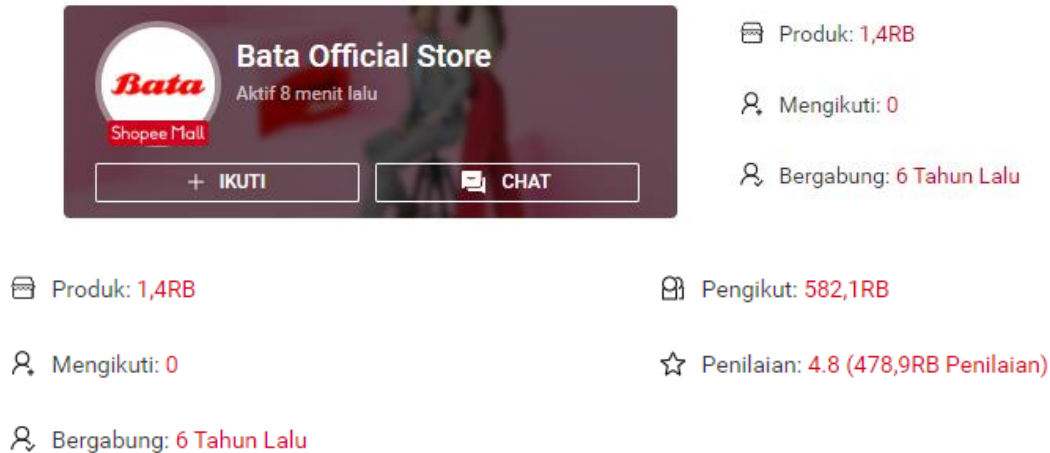 Bata Official Store
Bata
Aktif 8 menit lalu
Shopee Mall
+ IKUTI
CHAT
Produk: 1,4RB
Mengikuti: 0
Bergabung: 6 Tahun Lalu
Produk: 1,4RB
Pengikut: 582,1RB
Mengikuti: 0
Penilaian: 4.8 (478,9RB Penilaian)
Bergabung: 6 Tahun Lalu